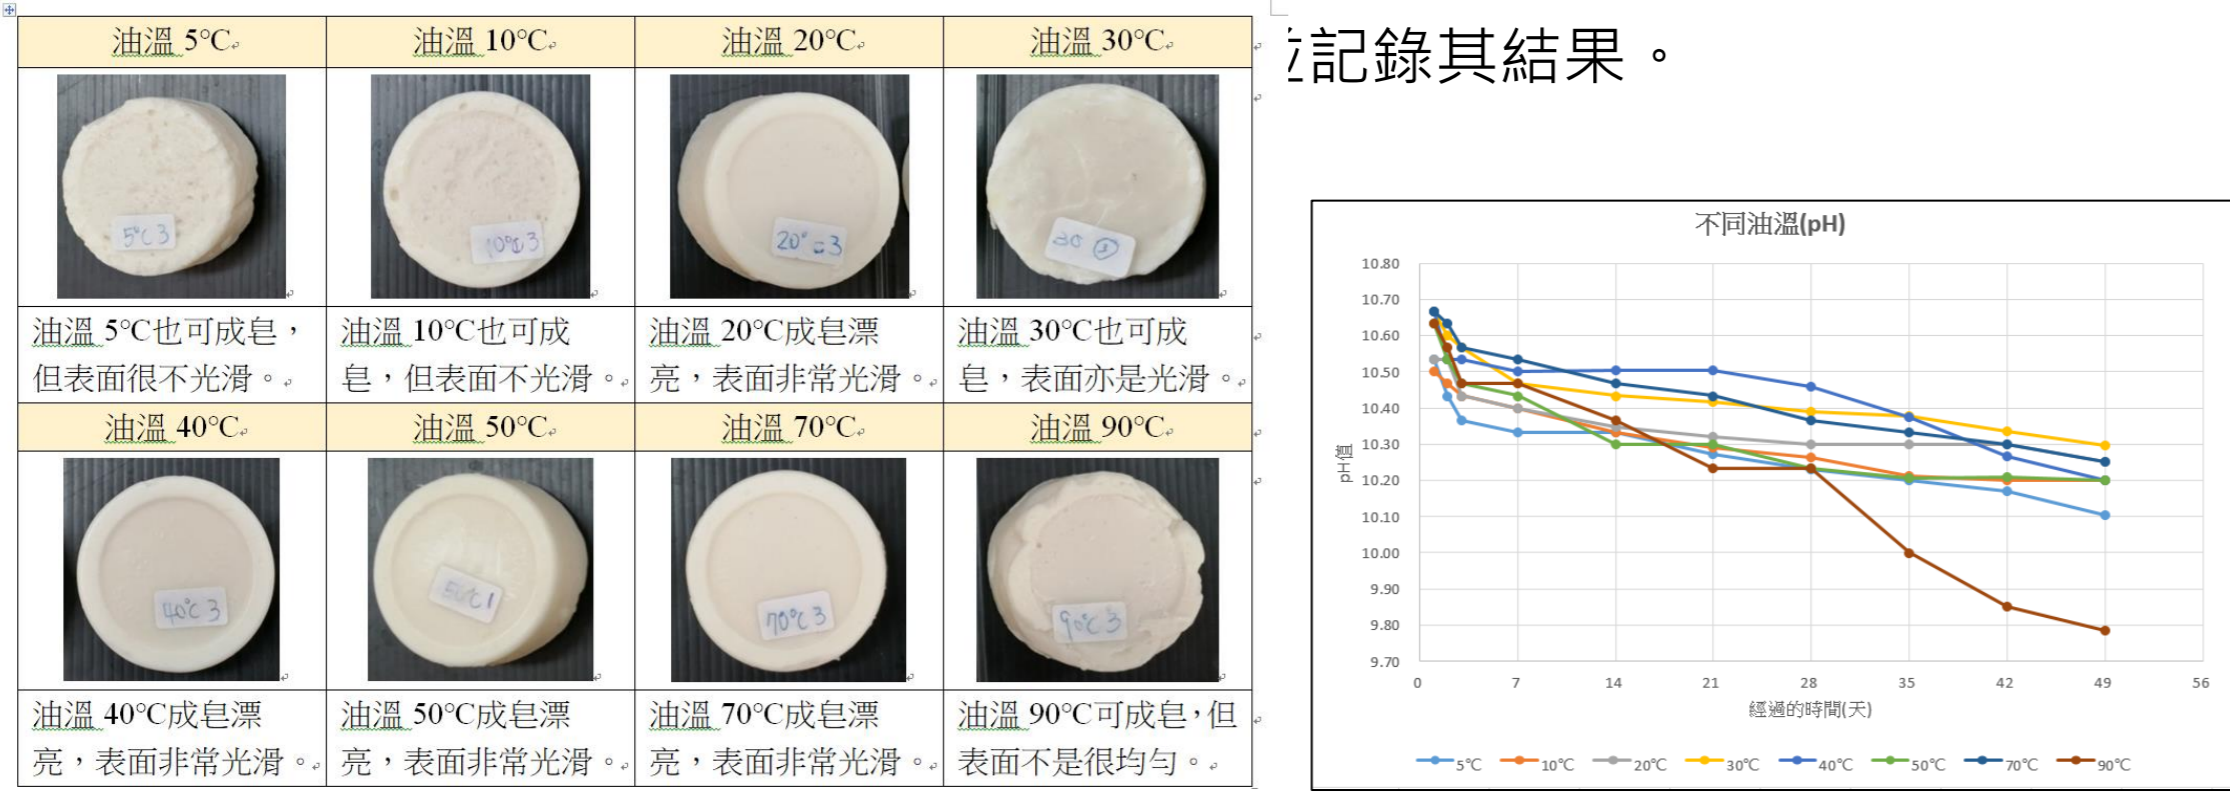 油溫 5°C
油溫 10°C
油溫 20°C
油溫 30°C
5°C 3
10°C 3
20°C 3
30 ③
油溫 5°C也可成皂，
但表面很不光滑。
油溫 10°C也可成
皂，但表面不光滑。
油溫 20°C成皂漂
亮，表面非常光滑。
油溫 30°C也可成
皂，表面亦是光滑。
油溫 40°C
油溫 50°C
油溫 70°C
油溫 90°C
40°C 3
50°C 1
70°C 3
90°C 3
油溫 40°C成皂漂
亮，表面非常光滑。
油溫 50°C成皂漂
亮，表面非常光滑。
油溫 70°C成皂漂
亮，表面非常光滑。
油溫 90°C可成皂，但
表面不是很均勻。
記錄其結果。
不同油溫(pH)
10.80
10.70
10.60
10.50
10.40
10.30
10.20
10.10
10.00
9.90
9.80
9.70
pH值
0 7 14 21 28 35 42 49 56
經過的時間(天)
5°C 10°C 20°C 30°C 40°C 50°C 70°C 90°C